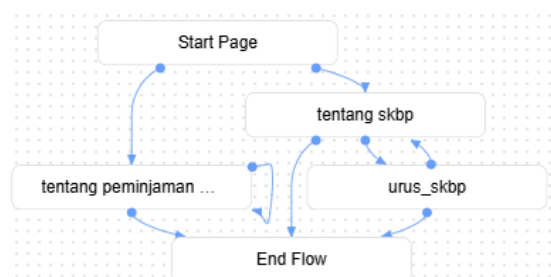 Start Page
tentang skbp
tentang peminjaman ...
urus_skbp
End Flow